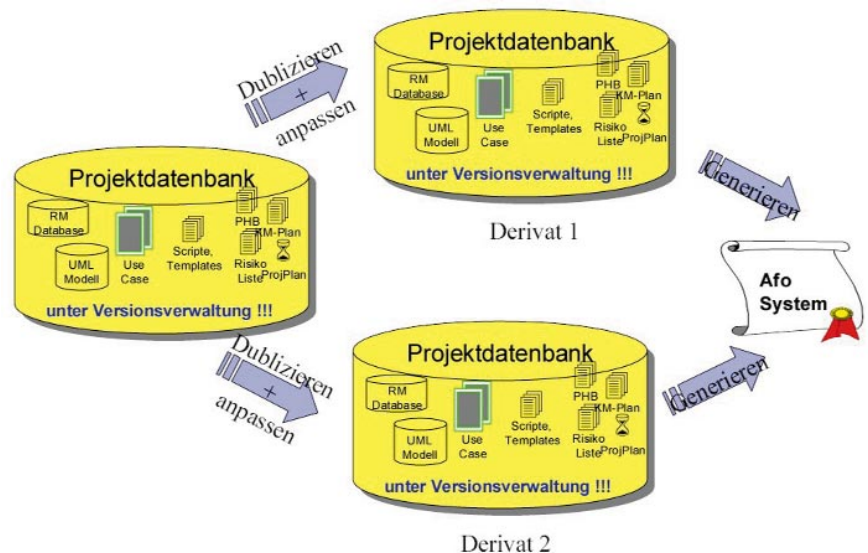 Projektdatenbank
RM
Database
UML
Modell
Use
Case
Scripte,
Templates
PHB
KM-Plan
Risiko
Liste
ProjPlan
unter Versionsverwaltung !!!
Dublizieren
+
anpassen
Projektdatenbank
RM
Database
UML
Modell
Use
Case
Scripte,
Templates
PHB
KM-Plan
Risiko
Liste
ProjPlan
unter Versionsverwaltung !!!
Derivat 1
Generieren
Dublizieren
+
anpassen
Projektdatenbank
RM
Database
UML
Modell
Use
Case
Scripte,
Templates
PHB
KM-Plan
Risiko
Liste
ProjPlan
unter Versionsverwaltung !!!
Derivat 2
Generieren
Afo
System